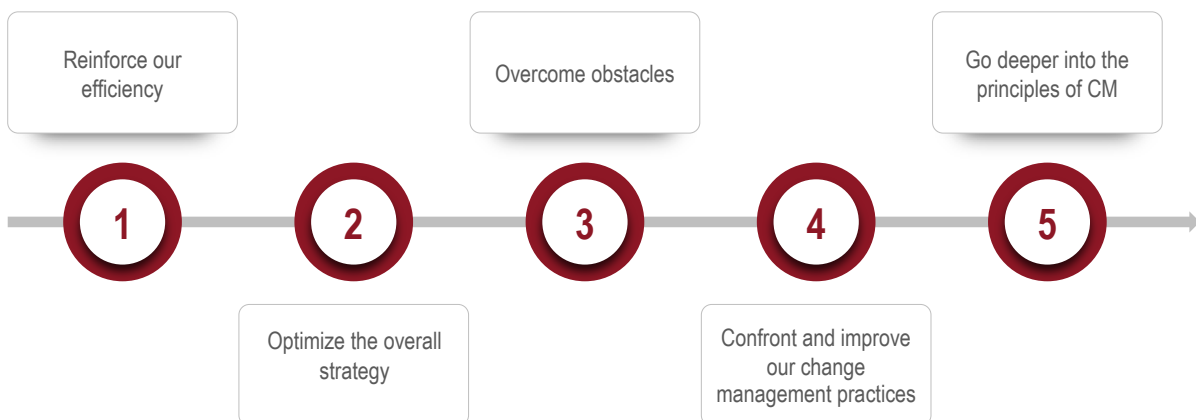 Reinforce our
efficiency
Overcome obstacles
Go deeper into the
principles of CM
1
2
3
4
5
Optimize the overall
strategy
Confront and improve
our change
management practices